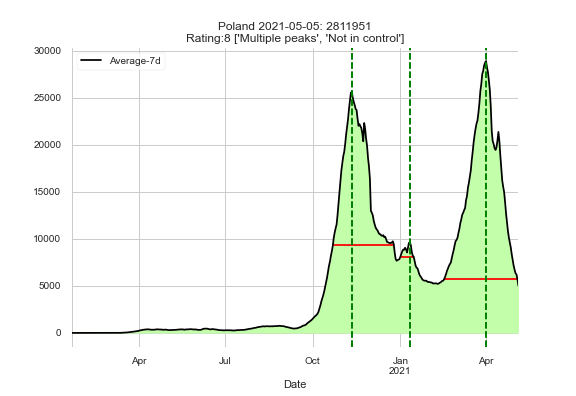 Poland 2021-05-05: 2811951
Rating:8 ['Multiple peaks', 'Not in control']
Average-7d
30000
25000
20000
15000
10000
5000
0
Apr
Jul
Oct
Jan
2021
Apr
Date